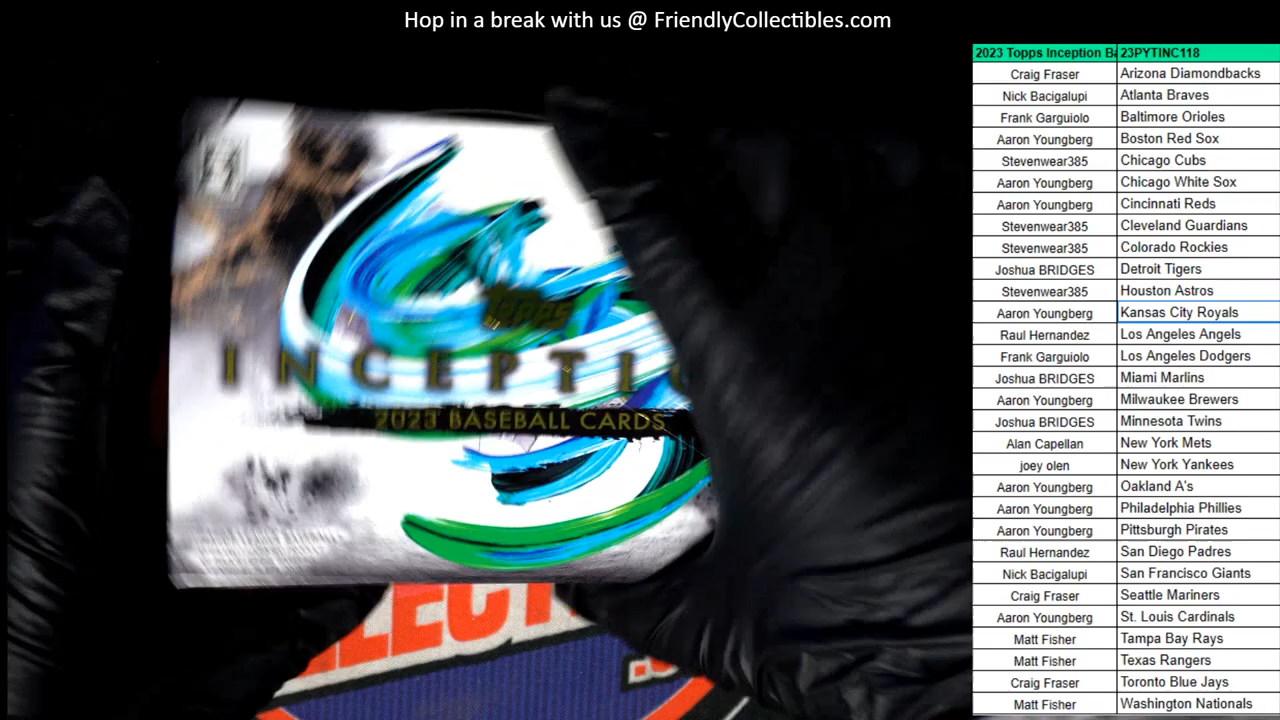 Hop in a break with us @ FriendlyCollectibles.com
2023 Topps Inception Ba 23PYTINC118
Craig Fraser Arizona Diamondbacks
Nick Bacigalupi Atlanta Braves
Frank Garguiolo Baltimore Orioles
Aaron Youngberg Boston Red Sox
Stevenwear385 Chicago Cubs
Aaron Youngberg Chicago White Sox
Aaron Youngberg Cincinnati Reds
Stevenwear385 Cleveland Guardians
Stevenwear385 Colorado Rockies
Joshua BRIDGES Detroit Tigers
Stevenwear385 Houston Astros
Aaron Youngberg Kansas City Royals
Raul Hernandez Los Angeles Angels
Frank Garguiolo Los Angeles Dodgers
Joshua BRIDGES Miami Marlins
Aaron Youngberg Milwaukee Brewers
Joshua BRIDGES Minnesota Twins
Alan Capellan New York Mets
joey olen New York Yankees
Aaron Youngberg Oakland A's
Aaron Youngberg Philadelphia Phillies
Aaron Youngberg Pittsburgh Pirates
Raul Hernandez San Diego Padres
Nick Bacigalupi San Francisco Giants
Craig Fraser Seattle Mariners
Aaron Youngberg St. Louis Cardinals
Matt Fisher Tampa Bay Rays
Matt Fisher Texas Rangers
Craig Fraser Toronto Blue Jays
Matt Fisher Washington Nationals
TOPPS
INCEPTIO
2023 BASEBALL CARDS
LECT
.CO